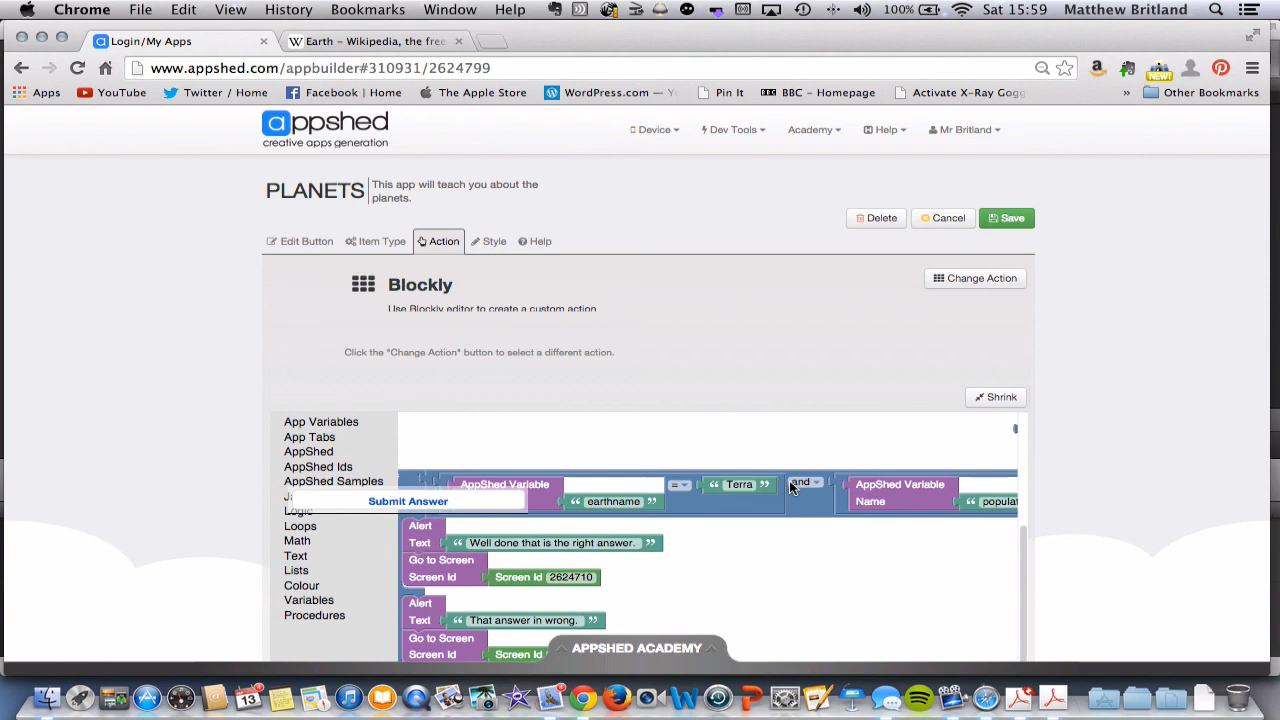 Chrome File Edit View History Bookmarks Window Help 100% Sat 15:59 Matthew Britland
Login/My Apps Earth – Wikipedia, the free
www.appshed.com/appbuilder#310931/2624799
Apps YouTube Twitter / Home Facebook | Home The Apple Store WordPress.com — Pin It BBC - Homepage Activate X-Ray Gogg » Other Bookmarks
NEW!
appshed
creative apps generation
Device Dev Tools Academy Help Mr Britland
PLANETS
This app will teach you about the
planets.
Delete Cancel Save
Edit Button Item Type Action Style Help
Blockly
Change Action
Use Blockly editor to create a custom action
Click the "Change Action" button to select a different action.
Shrink
App Variables
App Tabs
AppShed
AppShed Ids
AppShed Samples
AppShed Variable = “ Terra ” and AppShed Variable
Submit Answer “ earthname ” Name “ populat
Loops
Math
Text
Lists
Colour
Variables
Procedures
Alert
Text “ Well done that is the right answer. ”
Go to Screen
Screen Id Screen Id 2624710
Alert
Text “ That answer in wrong. ”
Go to Screen
Screen Id Screen Id
APPSHED ACADEMY
13